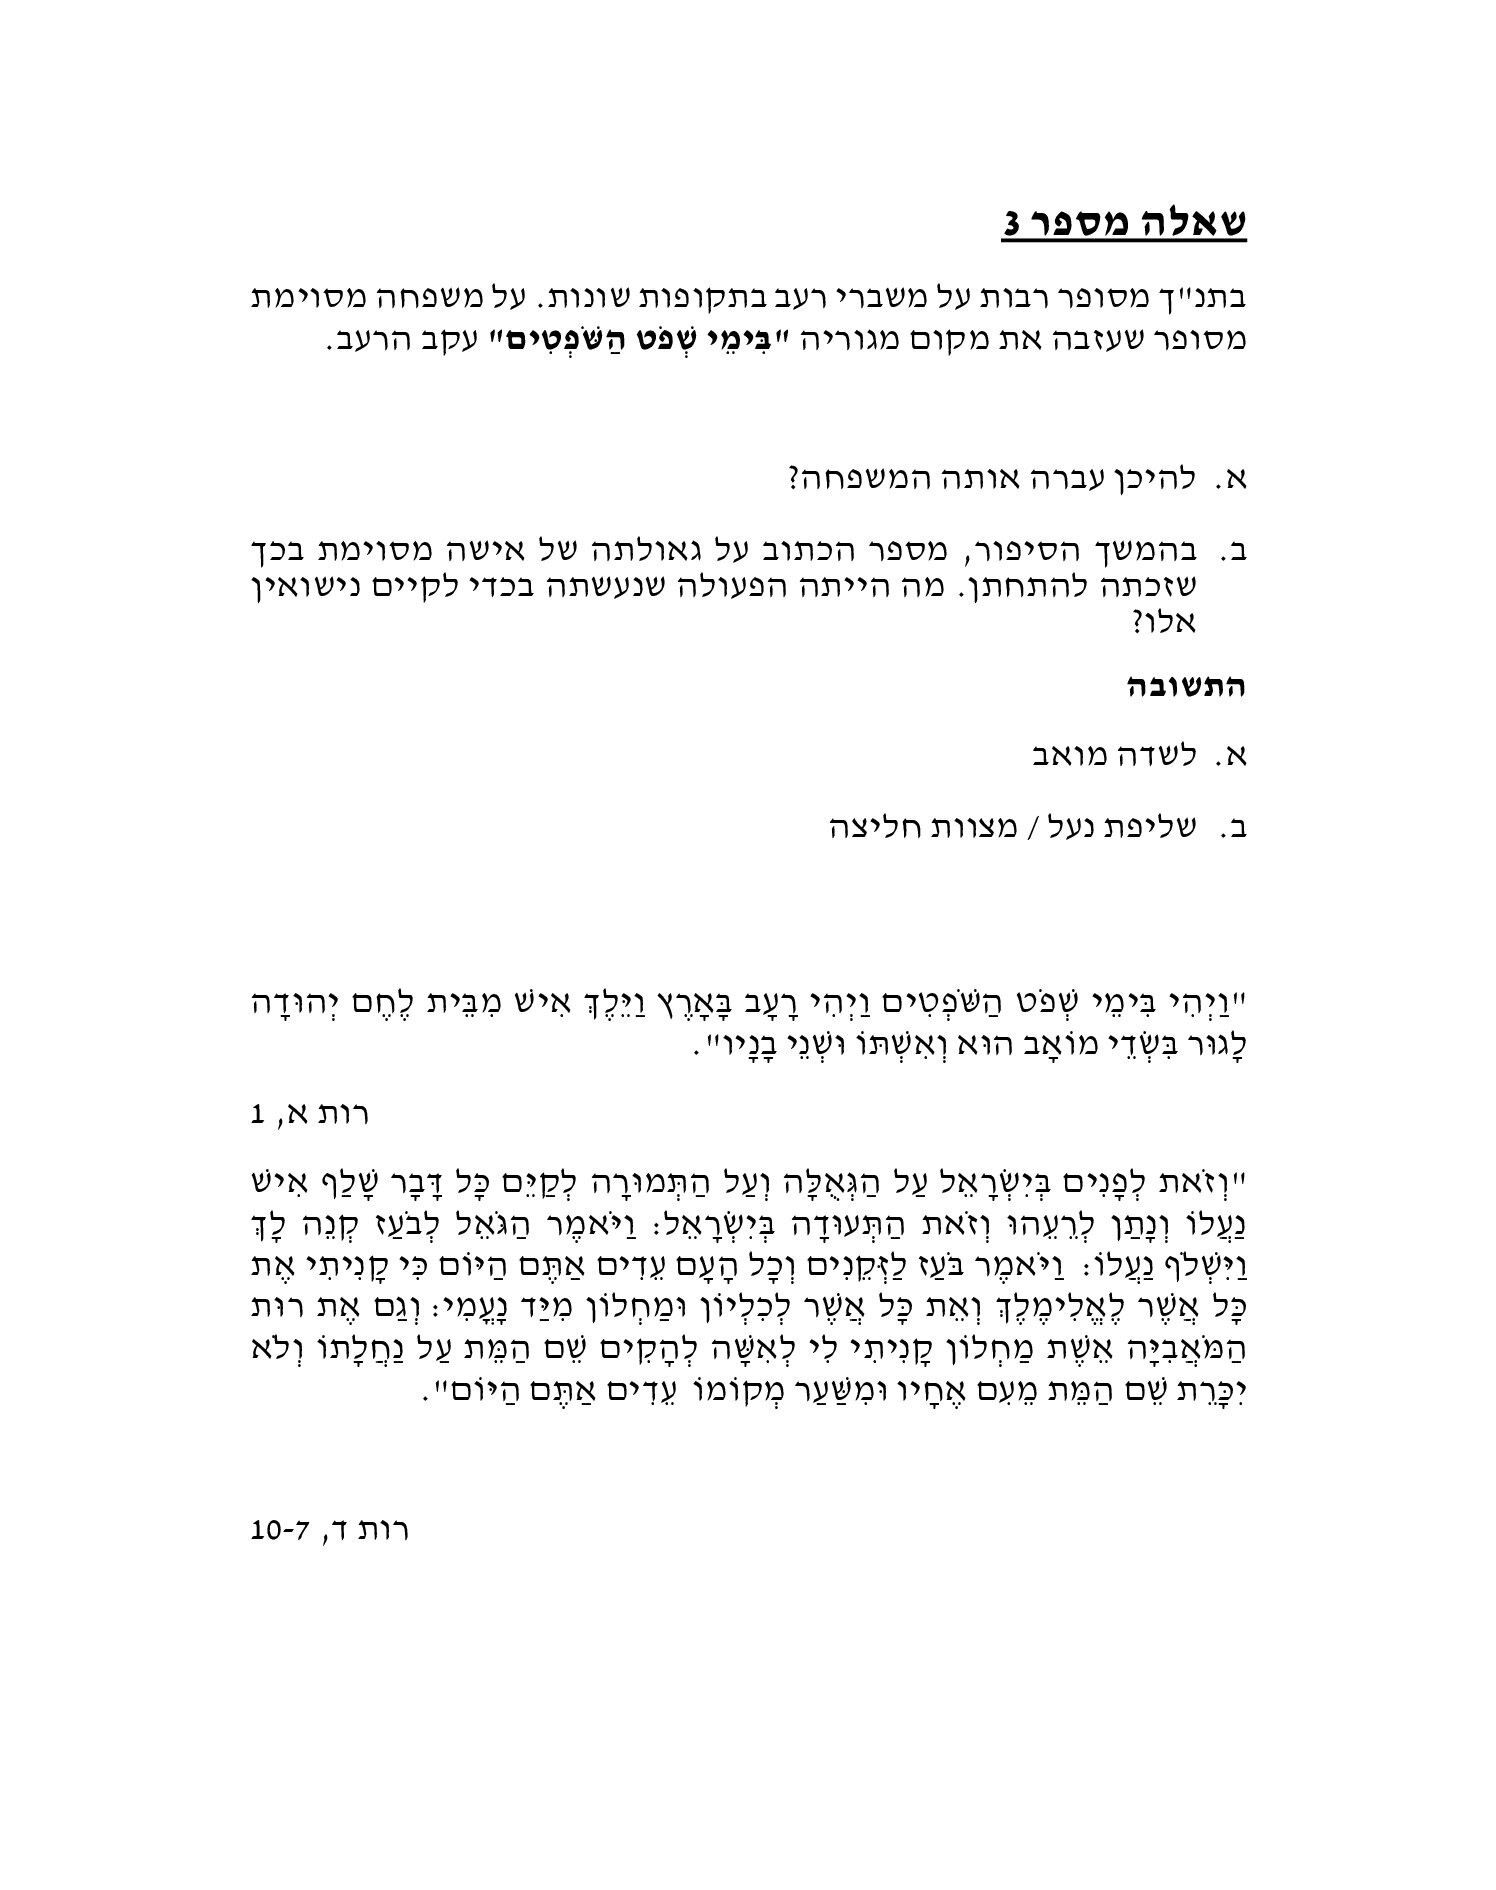 שאלה מספר 3
בתנ"ך מסופר רבות על משברי רעב בתקופות שונות. על משפחה מסוימת
מסופר שעזבה את מקום מגוריה "בִּימֵי שְׁפֹט הַשֹּׁפְטִים" עקב הרעב.
א. להיכן עברה אותה המשפחה?
ב. בהמשך הסיפור, מספר הכתוב על גאולתה של אישה מסוימת בכך
שזכתה להתחתן. מה הייתה הפעולה שנעשתה בכדי לקיים נישואין
אלו?
התשובה
א. לשדה מואב
ב. שליפת נעל / מצוות חליצה
"וַיְהִי בִּימֵי שְׁפֹט הַשֹּׁפְטִים וַיְהִי רָעָב בָּאָרֶץ וַיֵּלֶךְ אִישׁ מִבֵּית לֶחֶם יְהוּדָה
לָגוּר בִּשְׂדֵי מוֹאָב הוּא וְאִשְׁתּוֹ וּשְׁנֵי בָנָיו".
רות א, 1
"וְזֹאת לְפָנִים בְּיִשְׂרָאֵל עַל הַגְּאֻלָּה וְעַל הַתְּמוּרָה לְקַיֵּם כָּל דָּבָר שָׁלַף אִישׁ
נַעֲלוֹ וְנָתַן לְרֵעֵהוּ וְזֹאת הַתְּעוּדָה בְּיִשְׂרָאֵל: וַיֹּאמֶר הַגֹּאֵל לְבֹעַז קְנֵה לָךְ
וַיִּשְׁלֹף נַעֲלוֹ: וַיֹּאמֶר בֹּעַז לַזְּקֵנִים וְכָל הָעָם עֵדִים אַתֶּם הַיּוֹם כִּי קָנִיתִי אֶת
כָּל אֲשֶׁר לֶאֱלִימֶלֶךְ וְאֵת כָּל אֲשֶׁר לְכִלְיוֹן וּמַחְלוֹן מִיַּד נָעֳמִי: וְגַם אֶת רוּת
הַמֹּאֲבִיָּה אֵשֶׁת מַחְלוֹן קָנִיתִי לִי לְאִשָּׁה לְהָקִים שֵׁם הַמֵּת עַל נַחֲלָתוֹ וְלֹא
יִכָּרֵת שֵׁם הַמֵּת מֵעִם אֶחָיו וּמִשַּׁעַר מְקוֹמוֹ עֵדִים אַתֶּם הַיּוֹם".
רות ד, 10-7